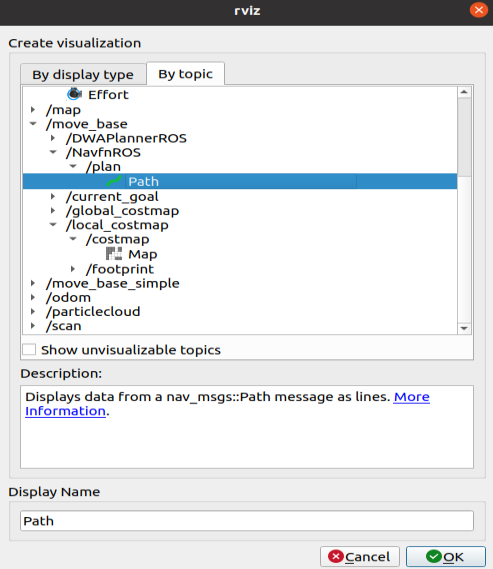 rviz
Create visualization
By display type
By topic
Effort
/map
/move_base
/DWAPlannerROS
/NavfnROS
/plan
Path
/current_goal
/global_costmap
/local_costmap
/costmap
Map
/footprint
/move_base_simple
/odom
/particlecloud
/scan
Show unvisualizable topics
Description:
Displays data from a nav_msgs::Path message as lines. More
Information.
Display Name
Path
Cancel
OK